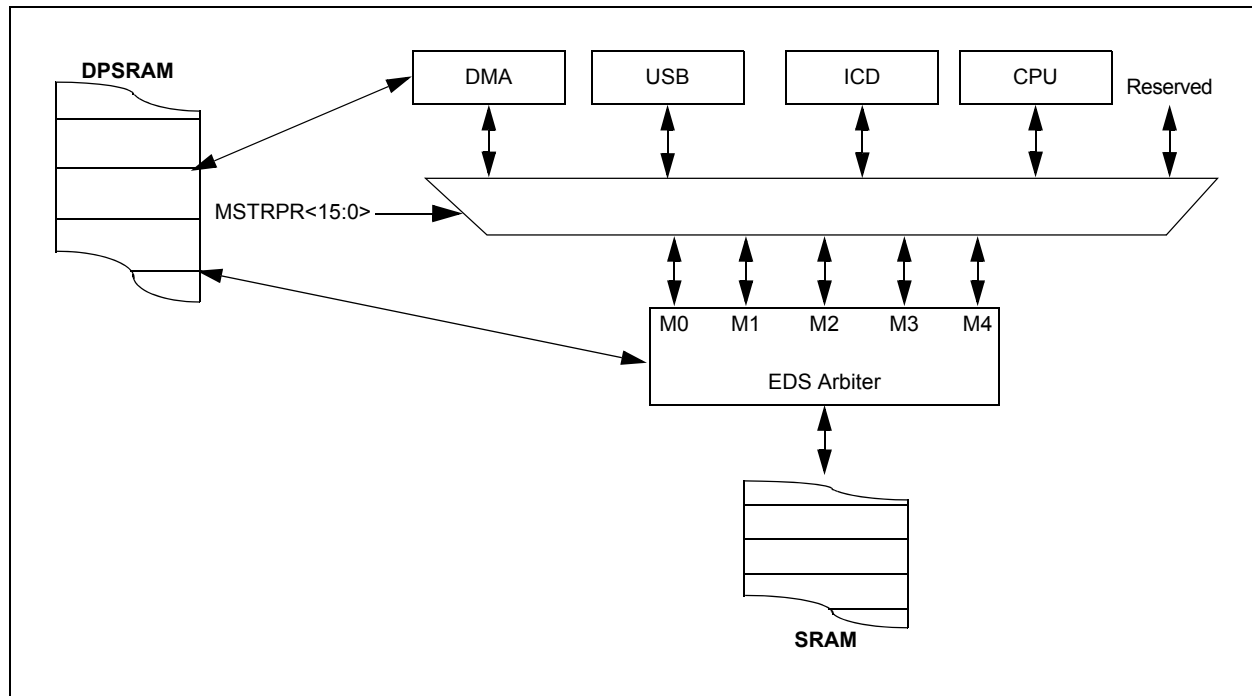 DPSRAM
DMA
USB
ICD
CPU
Reserved
MSTRPR<15:0>
M0
M1
M2
M3
M4
EDS Arbiter
SRAM